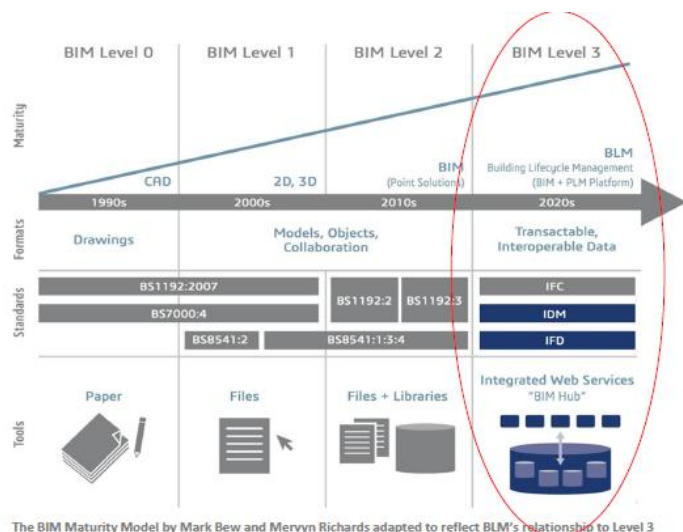 BIM Level 0
BIM Level 1
BIM Level 2
BIM Level 3
Maturity
CAD
2D, 3D
BIM
(Point Solutions)
BLM
Building Lifecycle Management
(BIM + PLM Platform)
1990s
2000s
2010s
2020s
Formats
Drawings
Models, Objects,
Collaboration
Transactable,
Interoperable Data
Standards
BS1192:2007
BS7000:4
BS8541:2
BS8541:1:3:4
BS1192:2
BS1192:3
IFC
IDM
IFD
Tools
Paper
Files
Files + Libraries
Integrated Web Services
"BIM Hub"
The BIM Maturity Model by Mark Bew and Mervyn Richards adapted to reflect BLM's relationship to Level 3